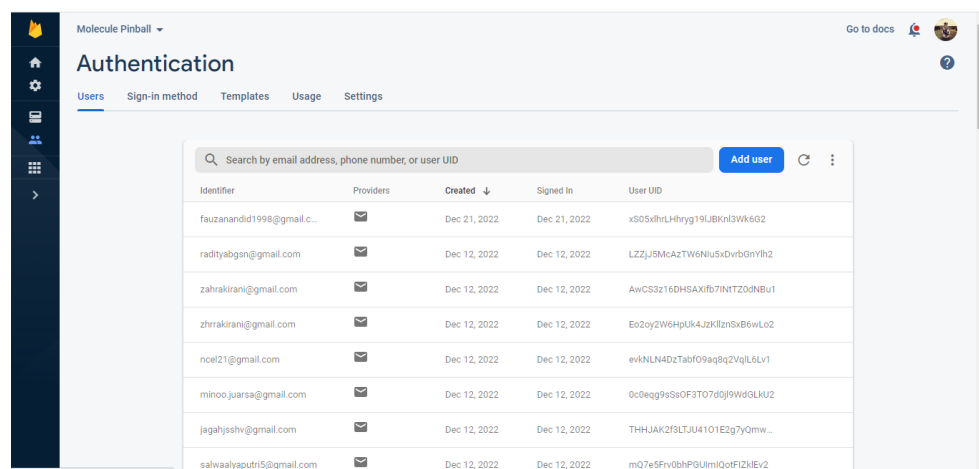 Molecule Pinball
Go to docs
Authentication
Users Sign-in method Templates Usage Settings
Search by email address, phone number, or user UID
Add user
Identifier Providers Created Signed In User UID
fauzanandid1998@gmail.c... Dec 21, 2022 Dec 21, 2022 xS05xlhrLHhryg19lJBKnl3Wk6G2
radityabgsn@gmail.com Dec 12, 2022 Dec 12, 2022 LZZjJ5McAzTW6NIu5xDvrbGnYlh2
zahrakirani@gmail.com Dec 12, 2022 Dec 12, 2022 AwCS3z16DHSAXifb7INtTZ0dNBu1
zhrrakirani@gmail.com Dec 12, 2022 Dec 12, 2022 Eo2oy2W6HpUk4JzKllznSxB6wLo2
ncel21@gmail.com Dec 12, 2022 Dec 12, 2022 evkNLN4DzTabfO9aq8q2VqlL6Lv1
minoo.juarsa@gmail.com Dec 12, 2022 Dec 12, 2022 0c0eqg9sSsOF3TO7d0jl9WdGLkU2
jagahjsshv@gmail.com Dec 12, 2022 Dec 12, 2022 THHJAK2f3LTJU41O1E2g7yQmw...
salwaalyaputri5@gmail.com Dec 12, 2022 Dec 12, 2022 mQ7e5Frv0bhPGUImIQotFIZklEv2